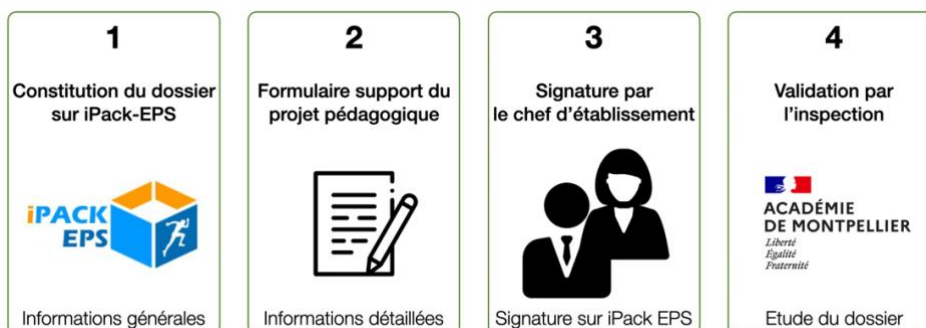 1
Constitution du dossier
sur iPack-EPS
iPACK
EPS
Informations générales
2
Formulaire support du
projet pédagogique
Informations détaillées
3
Signature par
le chef d'établissement
Signature sur iPack EPS
4
Validation par
l'inspection
ACADÉMIE
DE MONTPELLIER
Liberté
Égalité
Fraternité
Etude du dossier